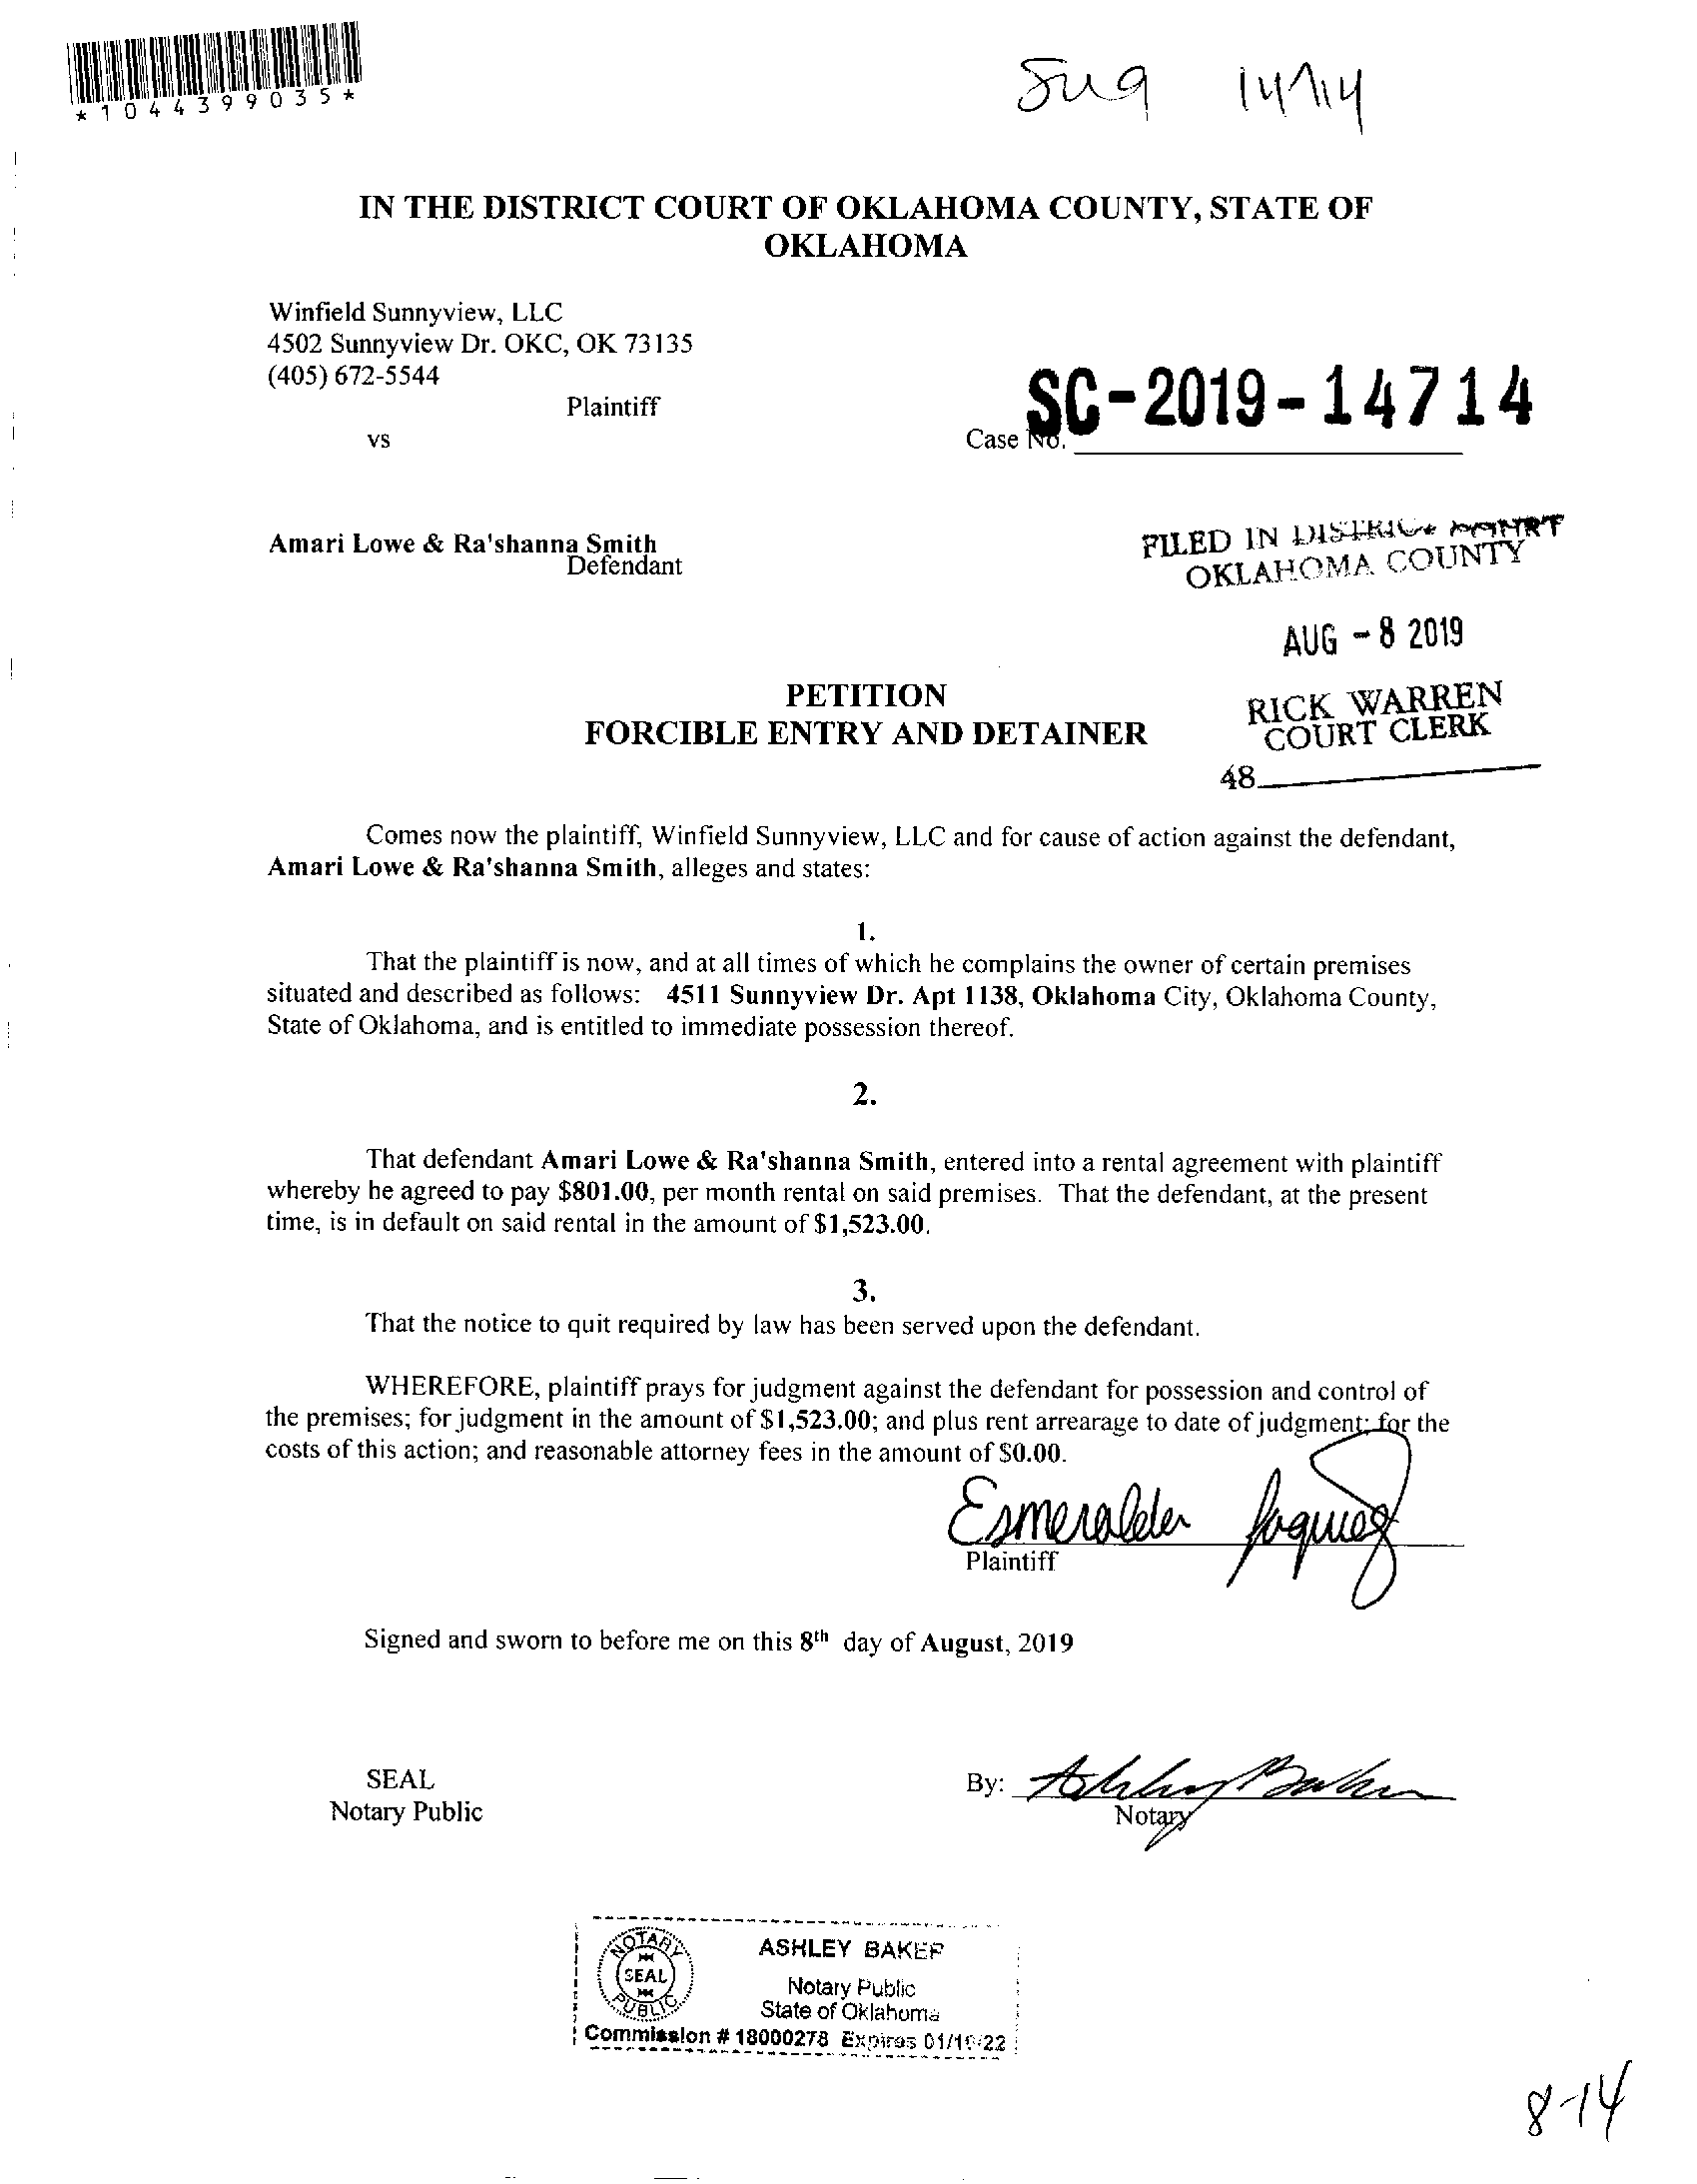 *1044399035*
IN THE DISTRICT COURT OF OKLAHOMA COUNTY, STATE OF
OKLAHOMA
Winfield Sunnyview, LLC
4502 Sunnyview Dr. OKC, OK 73135
(405) 672-5544
Plaintiff
vs
Case No. SC-2019-14714
Amari Lowe & Ra'shanna Smith
Defendant
FILED IN DISTRICT COURT
OKLAHOMA COUNTY
AUG -8 2019
RICK WARREN
COURT CLERK
48
PETITION
FORCIBLE ENTRY AND DETAINER
Comes now the plaintiff, Winfield Sunnyview, LLC and for cause of action against the defendant,
Amari Lowe & Ra'shanna Smith, alleges and states:
1.
That the plaintiff is now, and at all times of which he complains the owner of certain premises
situated and described as follows: 4511 Sunnyview Dr. Apt 1138, Oklahoma City, Oklahoma County,
State of Oklahoma, and is entitled to immediate possession thereof.
2.
That defendant Amari Lowe & Ra'shanna Smith, entered into a rental agreement with plaintiff
whereby he agreed to pay $801.00, per month rental on said premises. That the defendant, at the present
time, is in default on said rental in the amount of $1,523.00.
3.
That the notice to quit required by law has been served upon the defendant.
WHEREFORE, plaintiff prays for judgment against the defendant for possession and control of
the premises; for judgment in the amount of $1,523.00; and plus rent arrearage to date of judgment; for the
costs of this action; and reasonable attorney fees in the amount of $0.00.
Plaintiff
Signed and sworn to before me on this 8th day of August, 2019
SEAL
Notary Public
By: Ashley Baker
Notary
NOTARY
SEAL
PUBLIC
ASHLEY BAKER
Notary Public
State of Oklahoma
Commission # 18000278 Expires
8-14